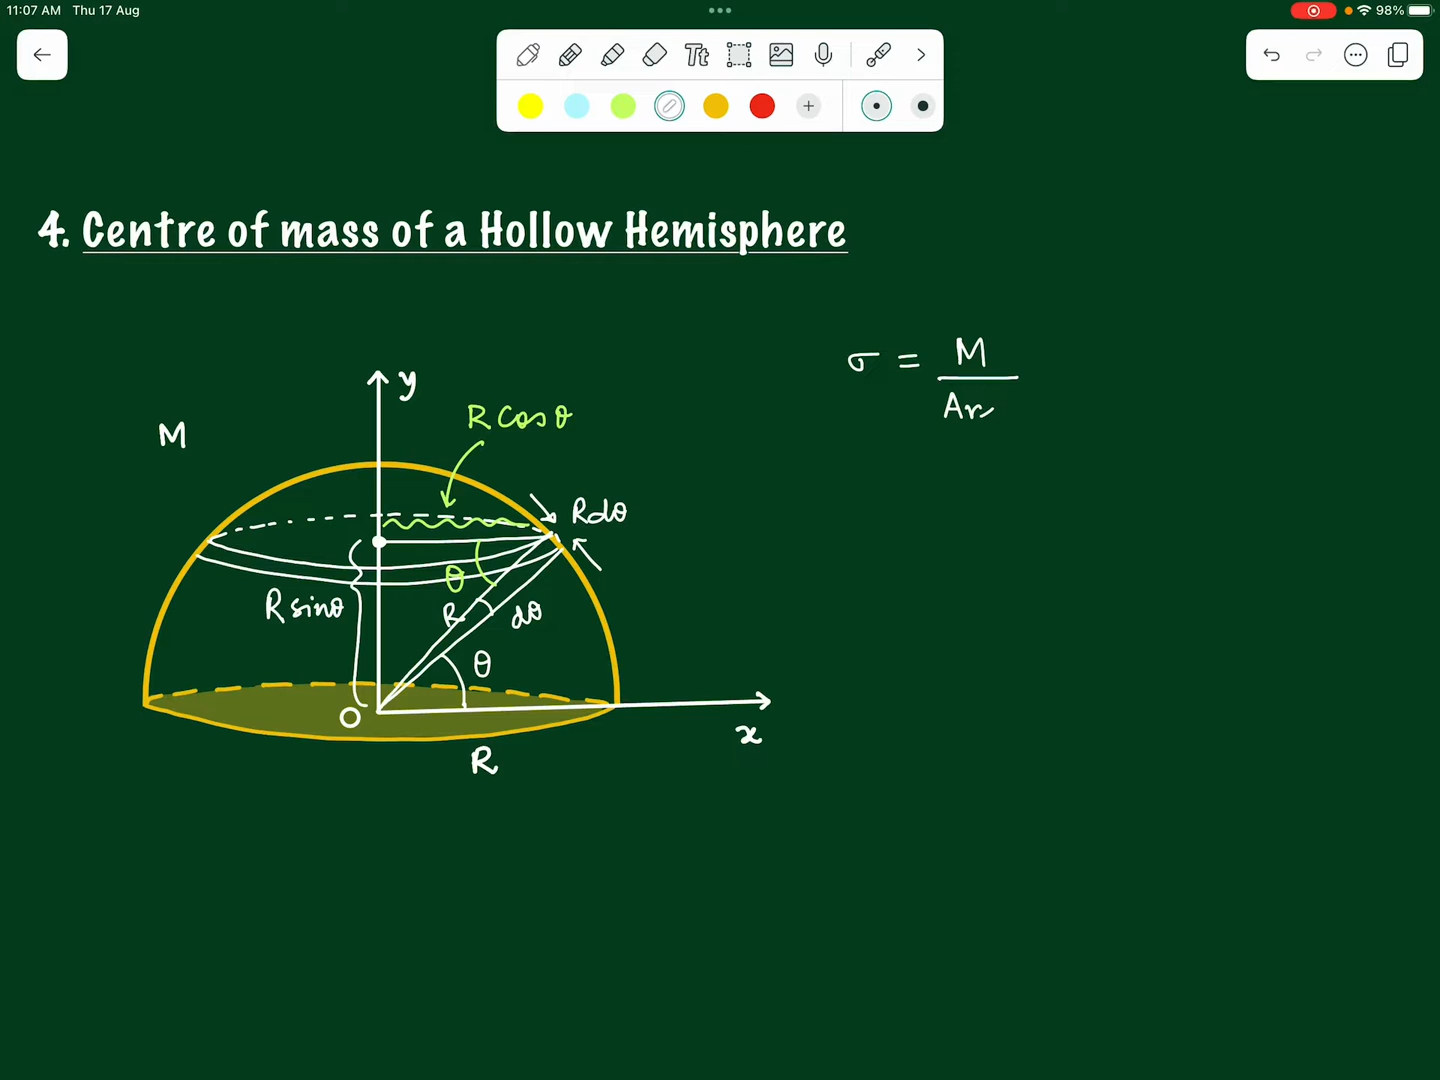 11:07 AM Thu 17 Aug
98%
Tt
4. Centre of mass of a Hollow Hemisphere
σ = M
Ar
y
R Cos θ
M
R dθ
θ
R sinθ
R
dθ
θ
O
x
R